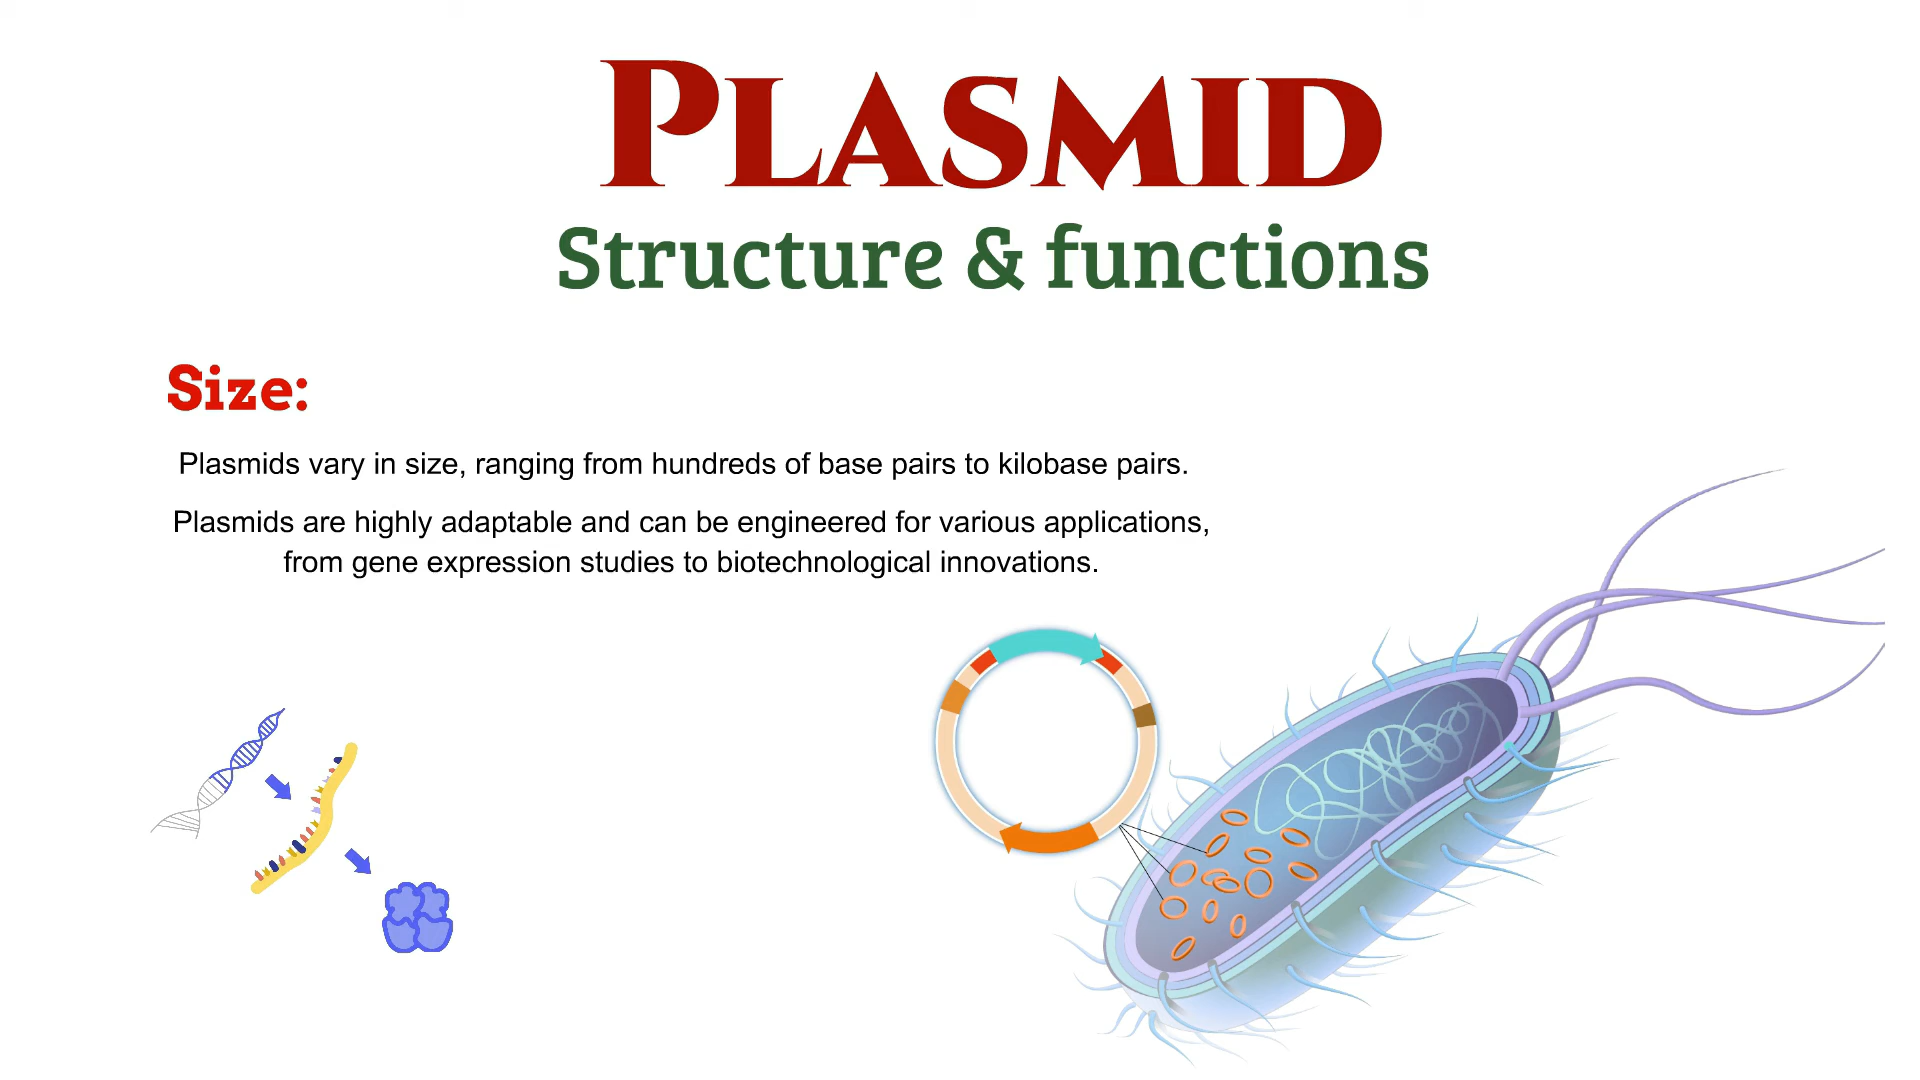 PLASMID
Structure & functions
Size:
Plasmids vary in size, ranging from hundreds of base pairs to kilobase pairs.
Plasmids are highly adaptable and can be engineered for various applications,
from gene expression studies to biotechnological innovations.